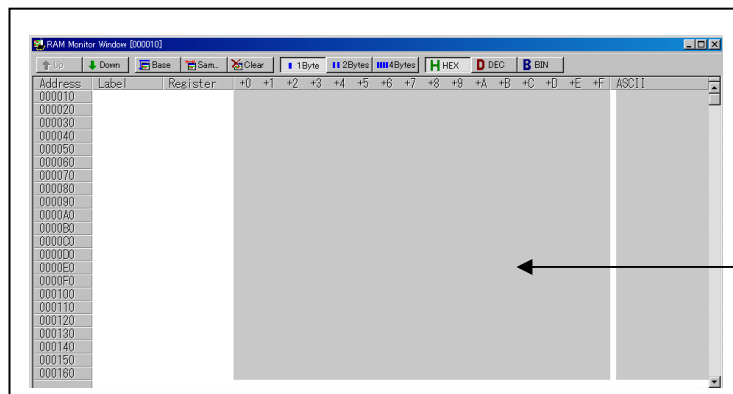 RAM Monitor Window [000010]
Up Down Base Sam.. Clear 1Byte 2Bytes 4Bytes H HEX D DEC B BIN
Address Label Register +0 +1 +2 +3 +4 +5 +6 +7 +8 +9 +A +B +C +D +E +F ASCII
000010
000020
000030
000040
000050
000060
000070
000080
000090
0000A0
0000B0
0000C0
0000D0
0000E0
0000F0
000100
000110
000120
000130
000140
000150
000160